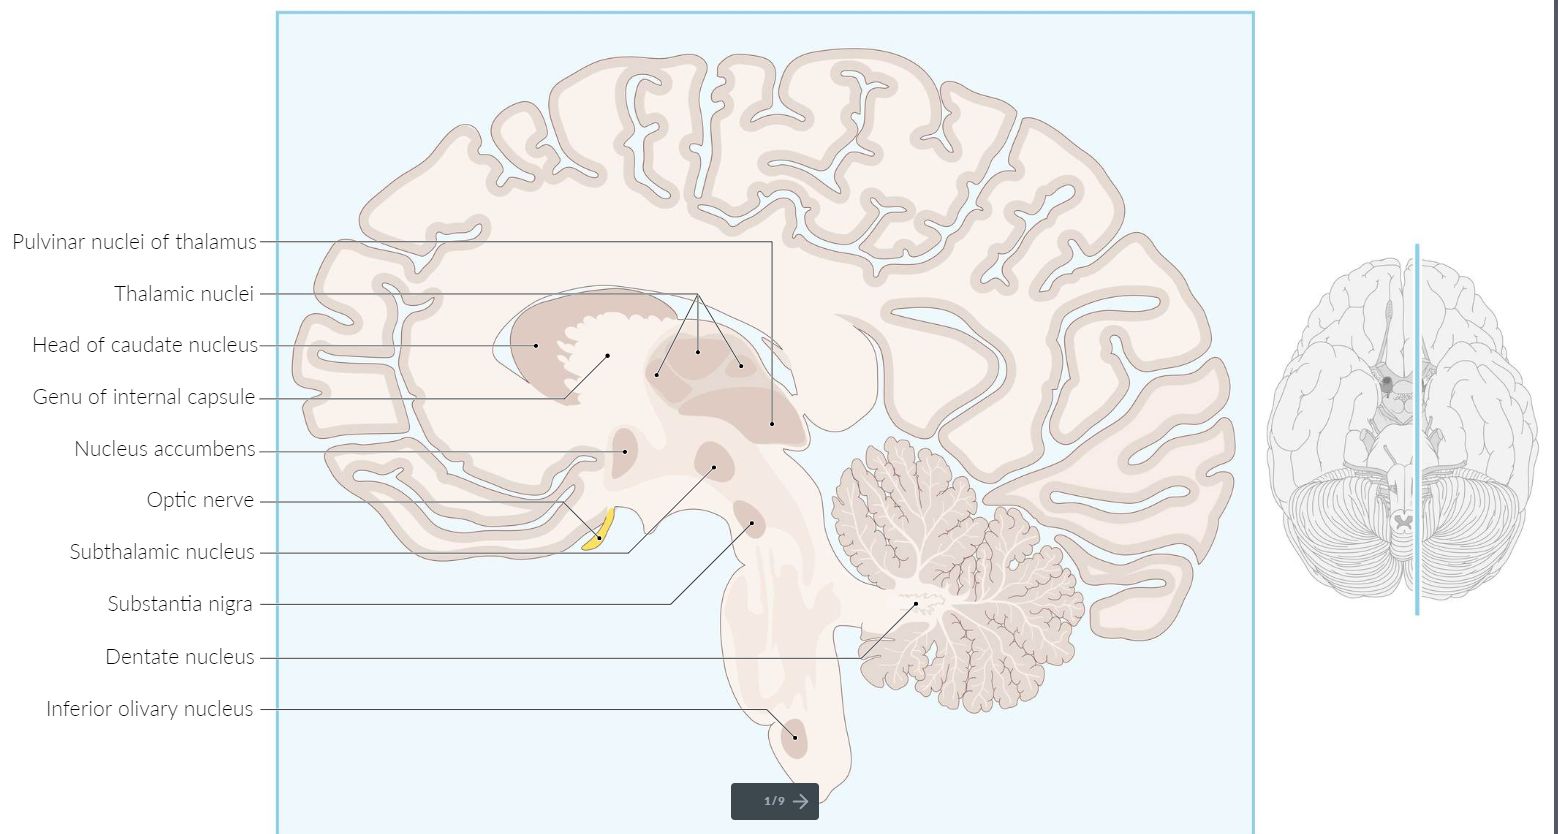 Pulvinar nuclei of thalamus
Thalamic nuclei
Head of caudate nucleus
Genu of internal capsule
Nucleus accumbens
Optic nerve
Subthalamic nucleus
Substantia nigra
Dentate nucleus
Inferior olivary nucleus
1/9